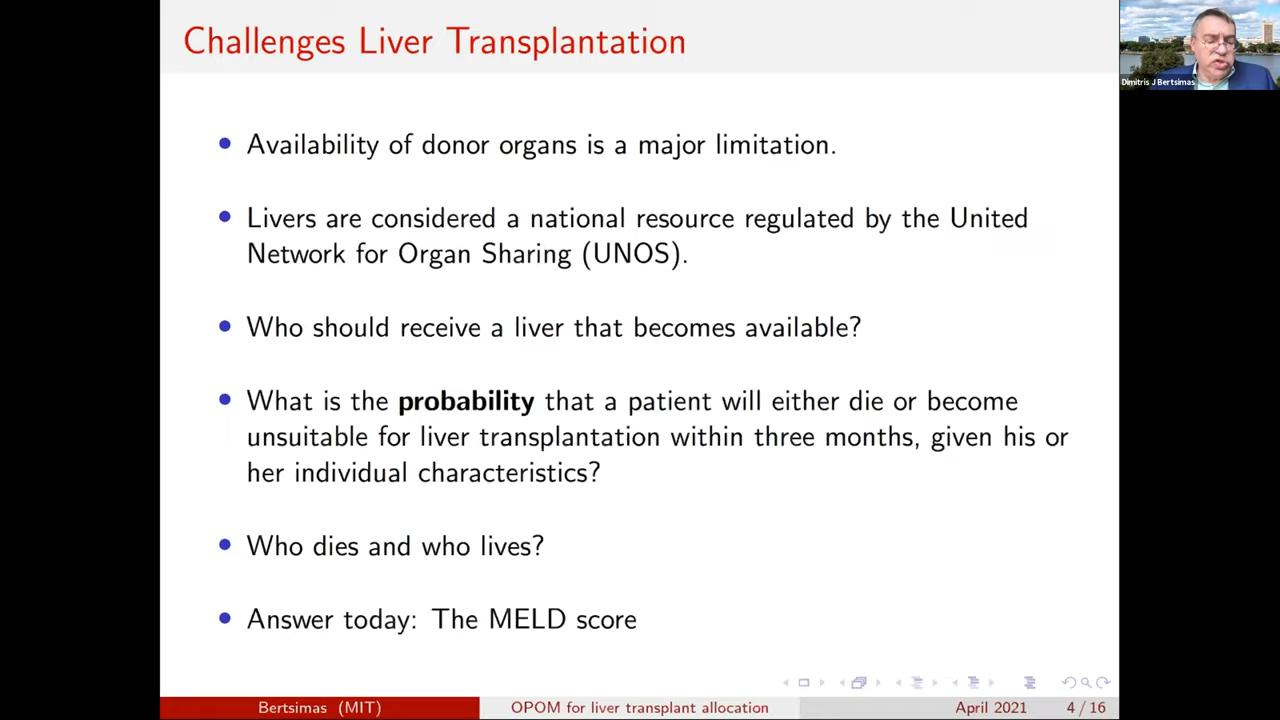 Challenges Liver Transplantation
Dimitris J Bertsimas
• Availability of donor organs is a major limitation.
• Livers are considered a national resource regulated by the United
Network for Organ Sharing (UNOS).
• Who should receive a liver that becomes available?
• What is the probability that a patient will either die or become
unsuitable for liver transplantation within three months, given his or
her individual characteristics?
• Who dies and who lives?
• Answer today: The MELD score
Bertsimas (MIT)
OPOM for liver transplant allocation
April 2021
4 / 16